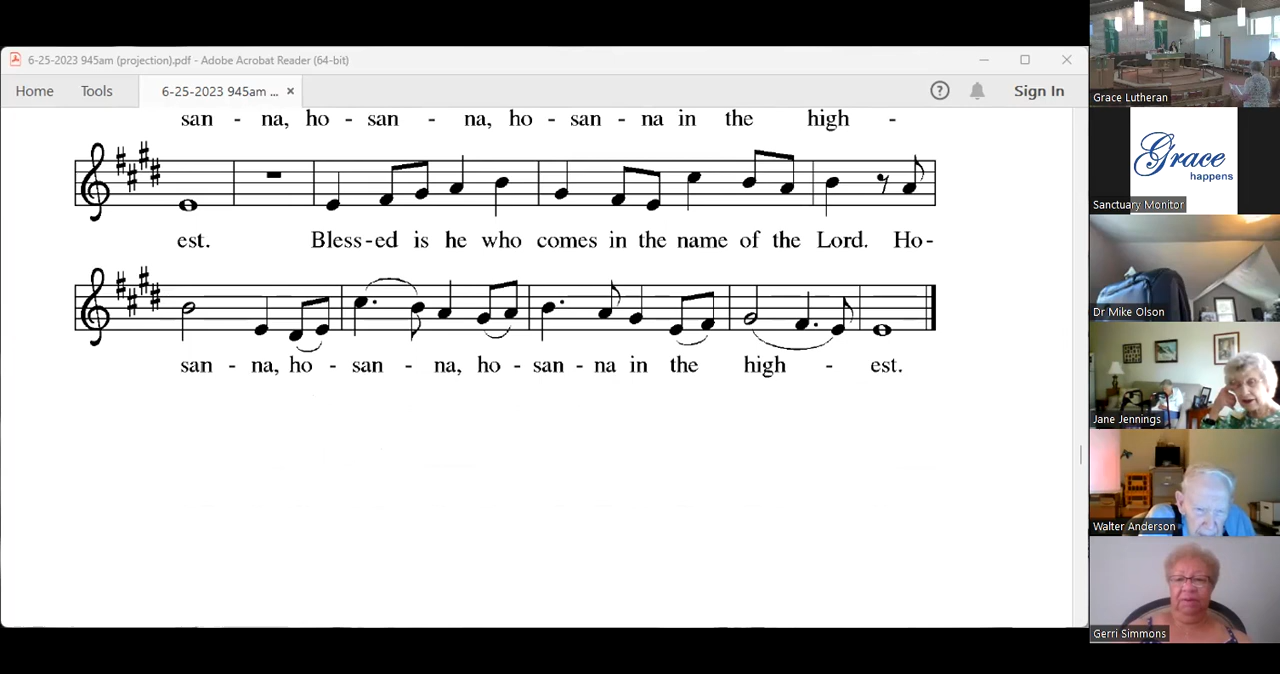 6-25-2023 945am (projection).pdf - Adobe Acrobat Reader (64-bit)
Home Tools 6-25-2023 945am ... × Sign In
san - na, ho - san - na, ho - san - na in the high -
est. Bless-ed is he who comes in the name of the Lord. Ho-
san - na, ho - san - na, ho - san - na in the high - est.
Grace Lutheran
Grace
happens
Sanctuary Monitor
Dr Mike Olson
Jane Jennings
Walter Anderson
Gerri Simmons